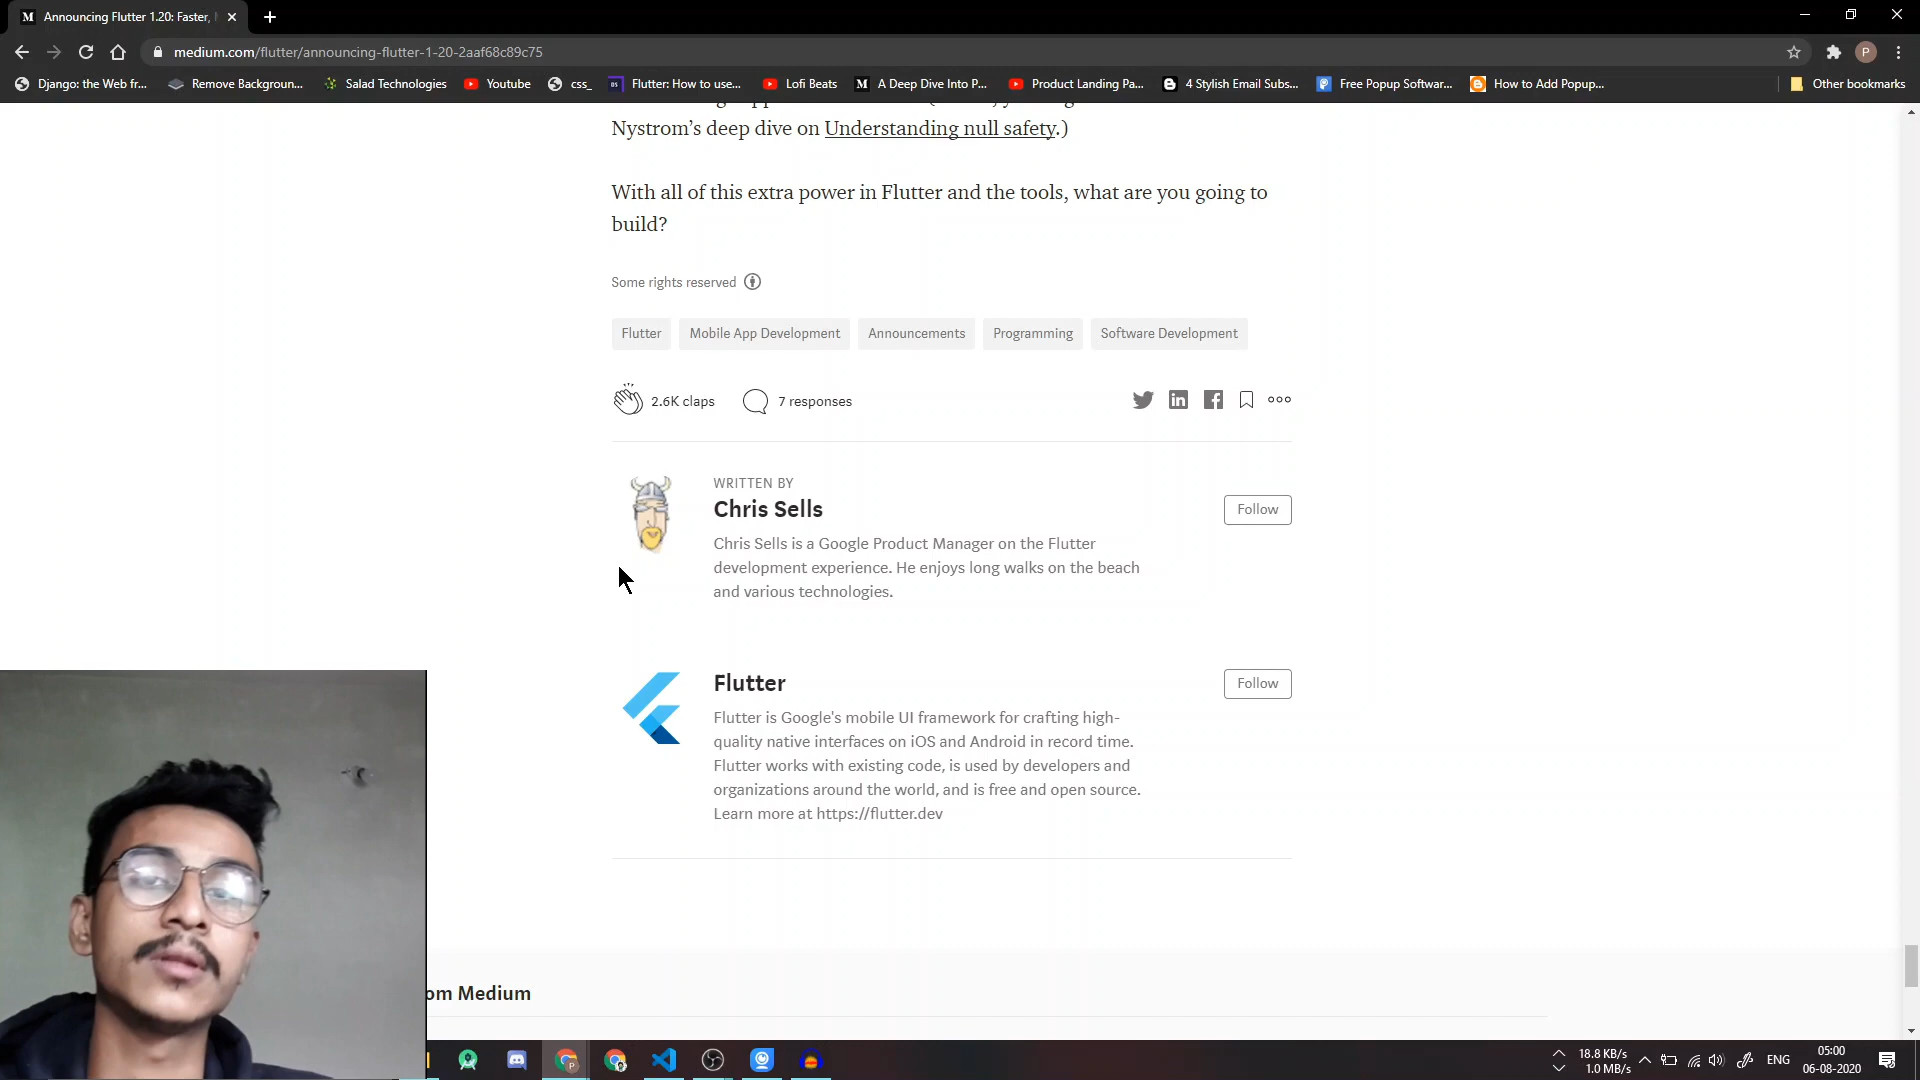 Announcing Flutter 1.20: Faster,
medium.com/flutter/announcing-flutter-1-20-2aaf68c89c75
P
Django: the Web fr...
Remove Backgroun...
Salad Technologies
Youtube
css_
Flutter: How to use...
Lofi Beats
A Deep Dive Into P...
Product Landing Pa...
4 Stylish Email Subs...
Free Popup Softwar...
How to Add Popup...
Other bookmarks
Nystrom’s deep dive on Understanding null safety.)
With all of this extra power in Flutter and the tools, what are you going to
build?
Some rights reserved
Flutter
Mobile App Development
Announcements
Programming
Software Development
2.6K claps
7 responses
WRITTEN BY
Chris Sells
Follow
Chris Sells is a Google Product Manager on the Flutter
development experience. He enjoys long walks on the beach
and various technologies.
Flutter
Follow
Flutter is Google's mobile UI framework for crafting high-
quality native interfaces on iOS and Android in record time.
Flutter works with existing code, is used by developers and
organizations around the world, and is free and open source.
Learn more at https://flutter.dev
om Medium
18.8 KB/s
1.0 MB/s
ENG
05:00
06-08-2020